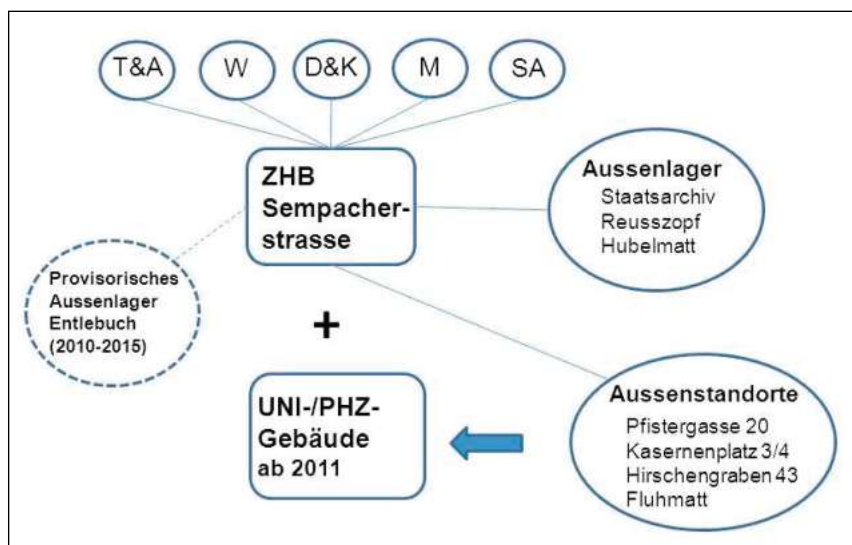 T&A
W
D&K
M
SA
ZHB
Sempacher-
strasse
Aussenlager
Staatsarchiv
Reusszopf
Hubelmatt
Provisorisches
Aussenlager
Entlebuch
(2010-2015)
+
UNI-/PHZ-
Gebäude
ab 2011
Aussenstandorte
Pfistergasse 20
Kasernenplatz 3/4
Hirschengraben 43
Fluhmatt